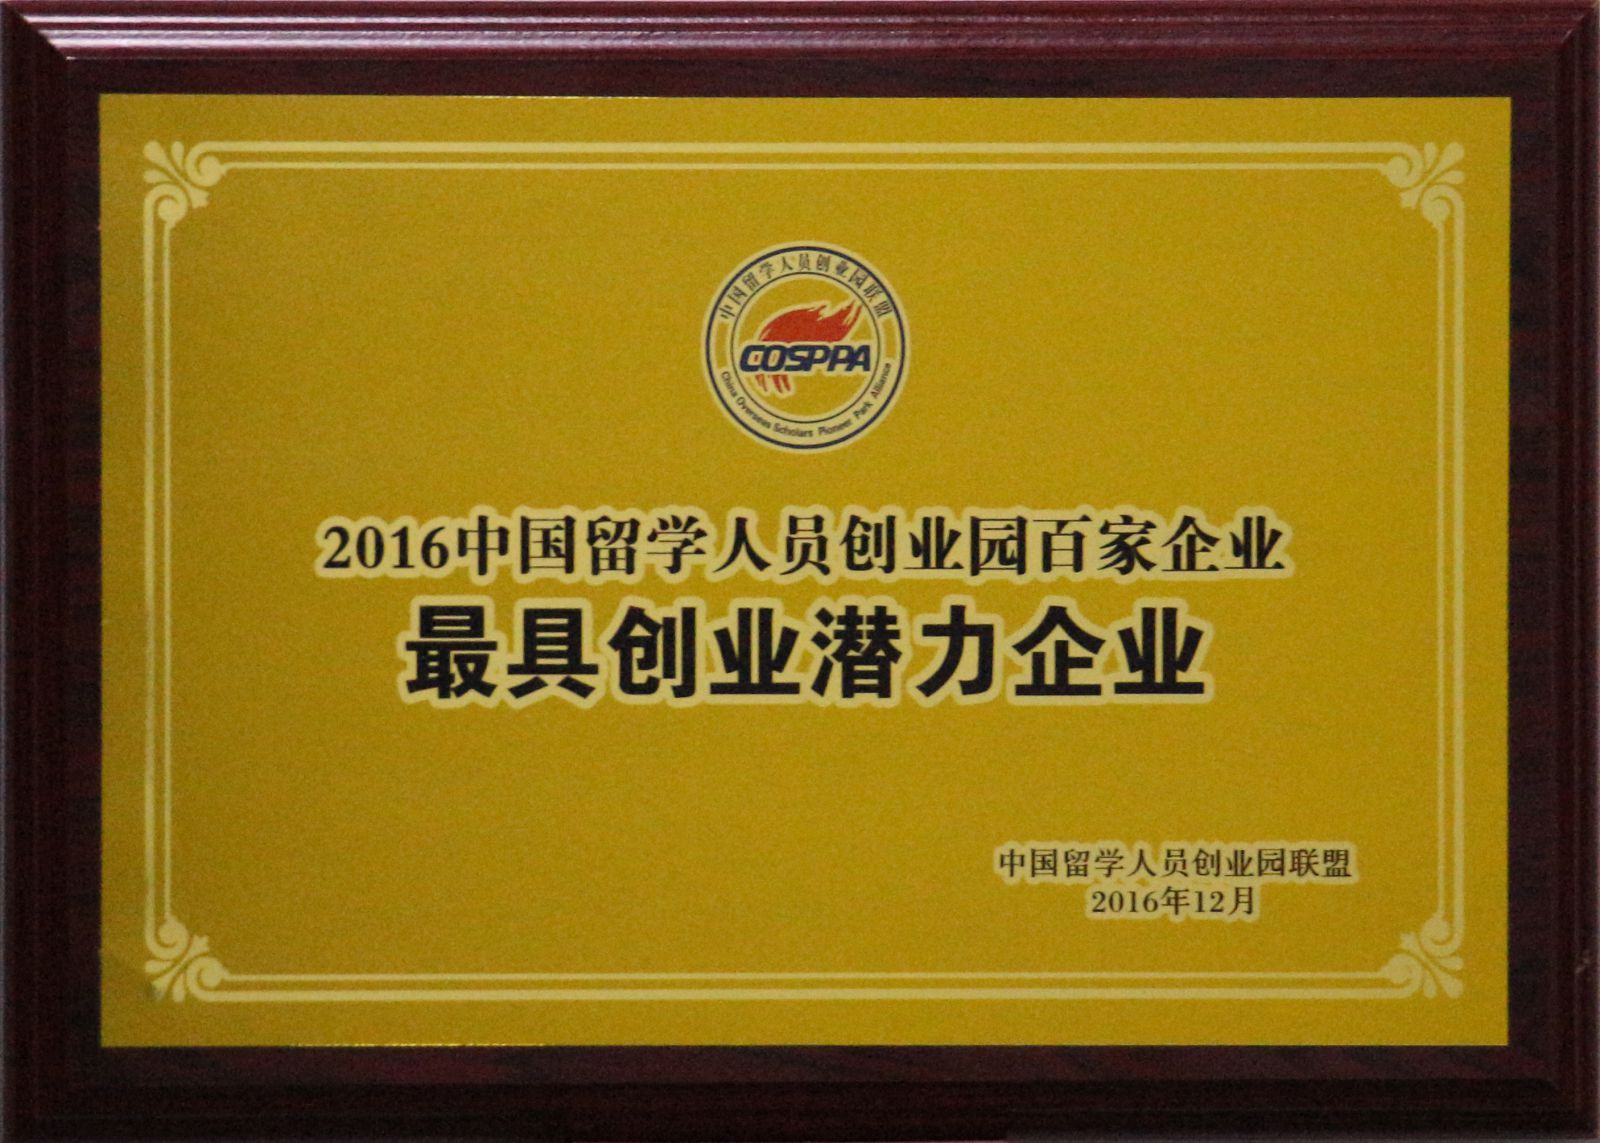 中国留学人员创业园联盟
COSPPA
China Overseas Scholars Pioneer Park Alliance
2016中国留学人员创业园百家企业
最具创业潜力企业
中国留学人员创业园联盟
2016年12月